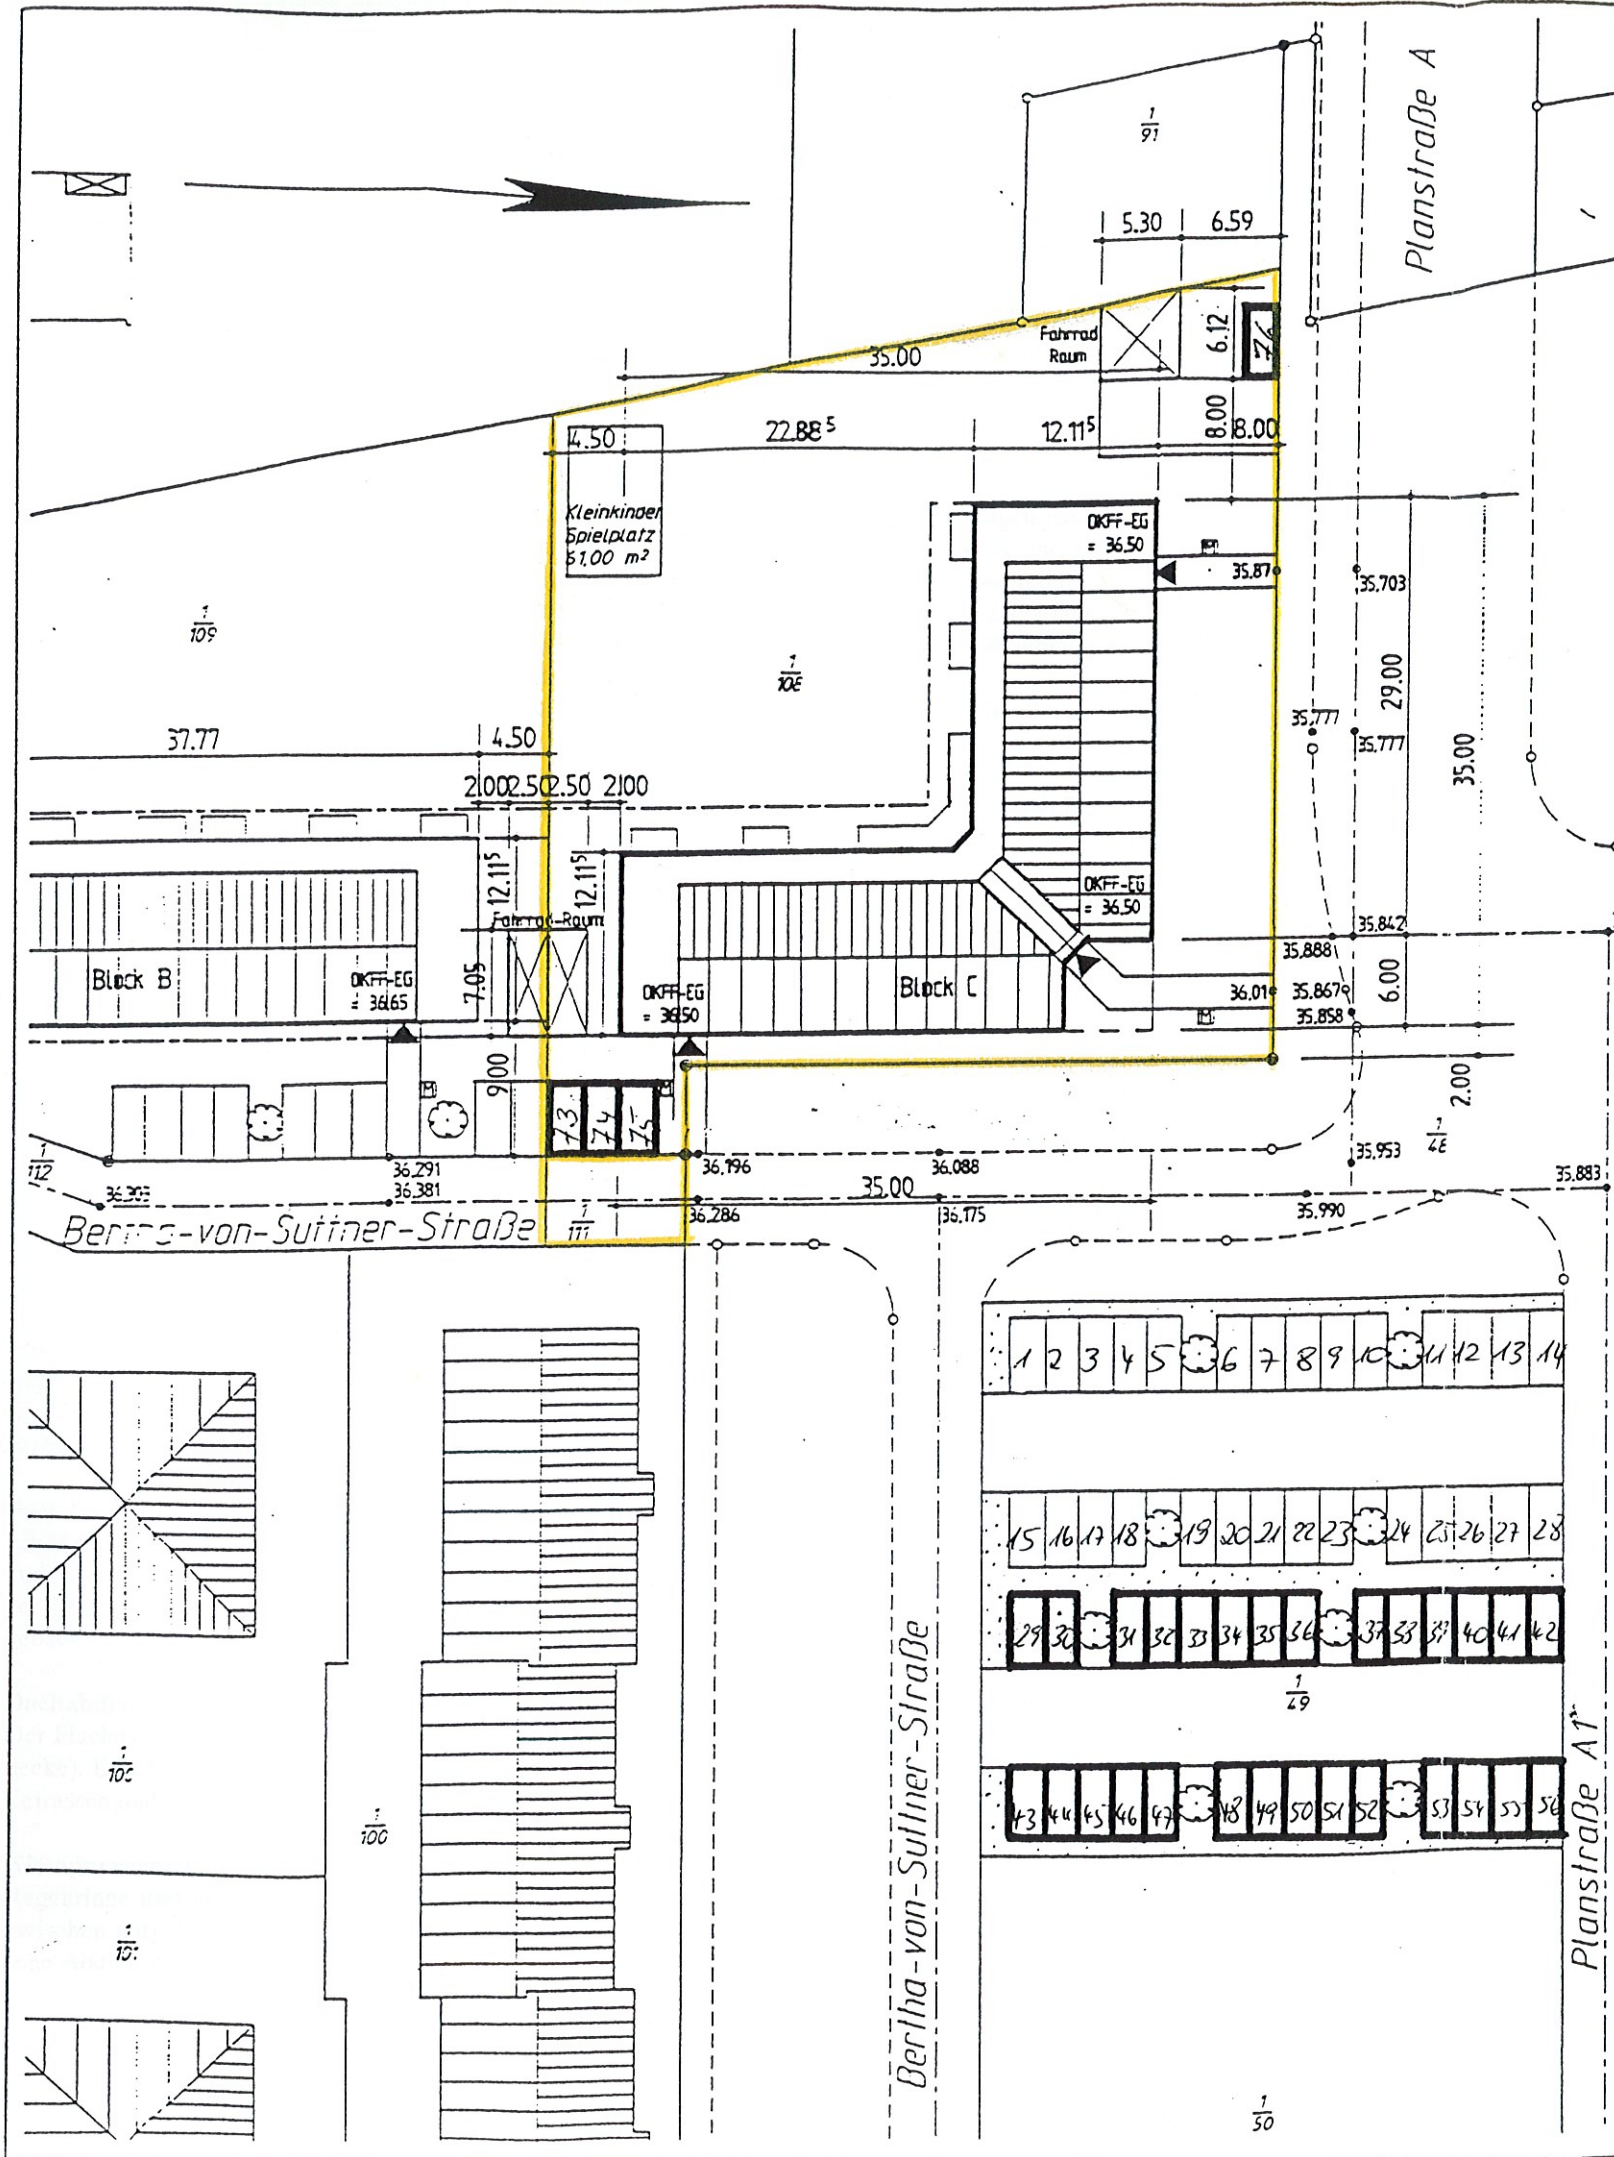 Planstraße A
1
91
5.30
6.59
Fahrrad
Raum
6.12
76
35.00
4.50
22.88⁵
12.11⁵
8.00
8.00
Kleinkinder
Spielplatz
61,00 m²
OKFF-EG
= 36.50
35.87
35.703
1
109
1
108
29.00
35.777
35.777
35.00
37.77
4.50
2.00
2.50
2.50
2.00
12.11⁵
12.11⁵
OKFF-EG
= 36.50
Fahrrad-Raum
35.842
35.888
Block B
OKFF-EG
= 36.65
7.05
OKFF-EG
= 36.50
Block C
36.01
35.867
35.858
6.00
M
M
M
M
9.00
2.00
73
74
75
1
48
1
112
36.291
36.196
36.088
35.953
36.381
35.00
35.883
36.286
36.175
35.990
Bertha-von-Suttner-Straße
1
111
1 2 3 4 5 6 7 8 9 10 11 12 13 14
15 16 17 18 19 20 21 22 23 24 25 26 27 28
29 30 31 32 33 34 35 36 37 38 39 40 41 42
1
49
43 44 45 46 47 48 49 50 51 52 53 54 55 56
Bertha-von-Suttner-Straße
Planstraße A1
1
100
1
101
1
50